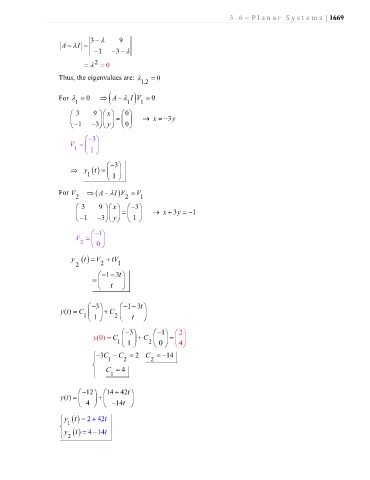 3.6 – Planar Systems | 1669
|A − λI| = | 3 − λ   9 |
| −1   −3 − λ |
= λ² = 0
Thus, the eigenvalues are: λ₁,₂ = 0
For λ₁ = 0 ⇒ (A − λ₁I)V₁ = 0
( 3   9 ) ( x ) = ( 0 ) → x = −3y
( −1   −3 ) ( y )   ( 0 )
V₁ = ( −3 )
( 1 )
⇒ y₁(t) = ( −3 )
( 1 )
For V₂ ⇒ (A − λI)V₂ = V₁
( 3   9 ) ( x ) = ( −3 ) → x + 3y = −1
( −1   −3 ) ( y )   ( 1 )
V₂ = ( −1 )
( 0 )
y₂(t) = V₂ + tV₁
= ( −1 − 3t )
( t )
y(t) = C₁ ( −3 ) + C₂ ( −1 − 3t )
( 1 )   ( t )
y(0) = C₁ ( −3 ) + C₂ ( −1 ) = ( 2 )
( 1 )   ( 0 )   ( 4 )
{ −3C₁ − C₂ = 2   C₂ = −14
C₁ = 4
y(t) = ( −12 ) + ( 14 + 42t )
( 4 )   ( −14t )
{ y₁(t) = 2 + 42t
y₂(t) = 4 − 14t